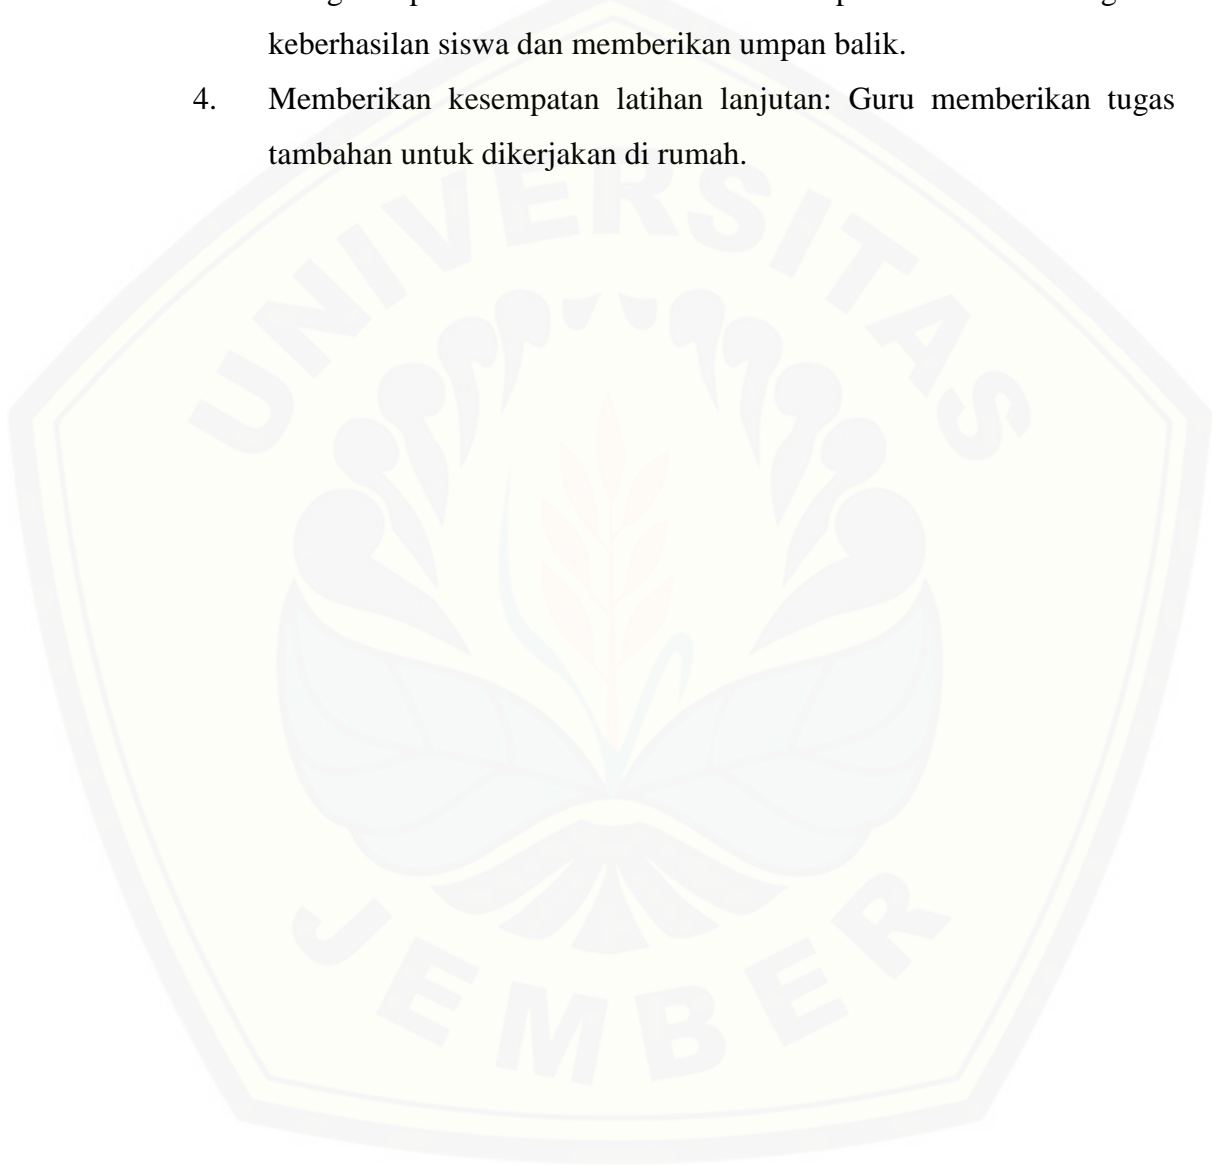 keberhasilan siswa dan memberikan umpan balik.
4. Memberikan kesempatan latihan lanjutan: Guru memberikan tugas
tambahan untuk dikerjakan di rumah.
UNIVERSITAS
JEMBER